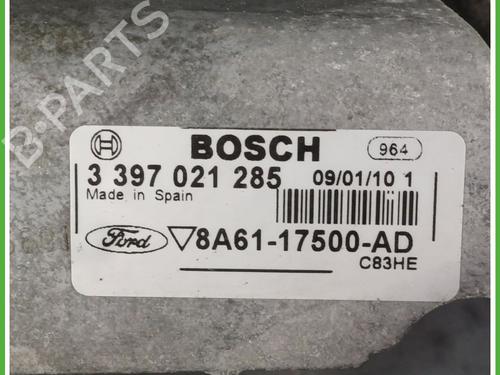 B-PARTS
BOSCH
964
3 397 021 285
09/01/10 1
Made in Spain
Ford
8A61-17500-AD
C83HE